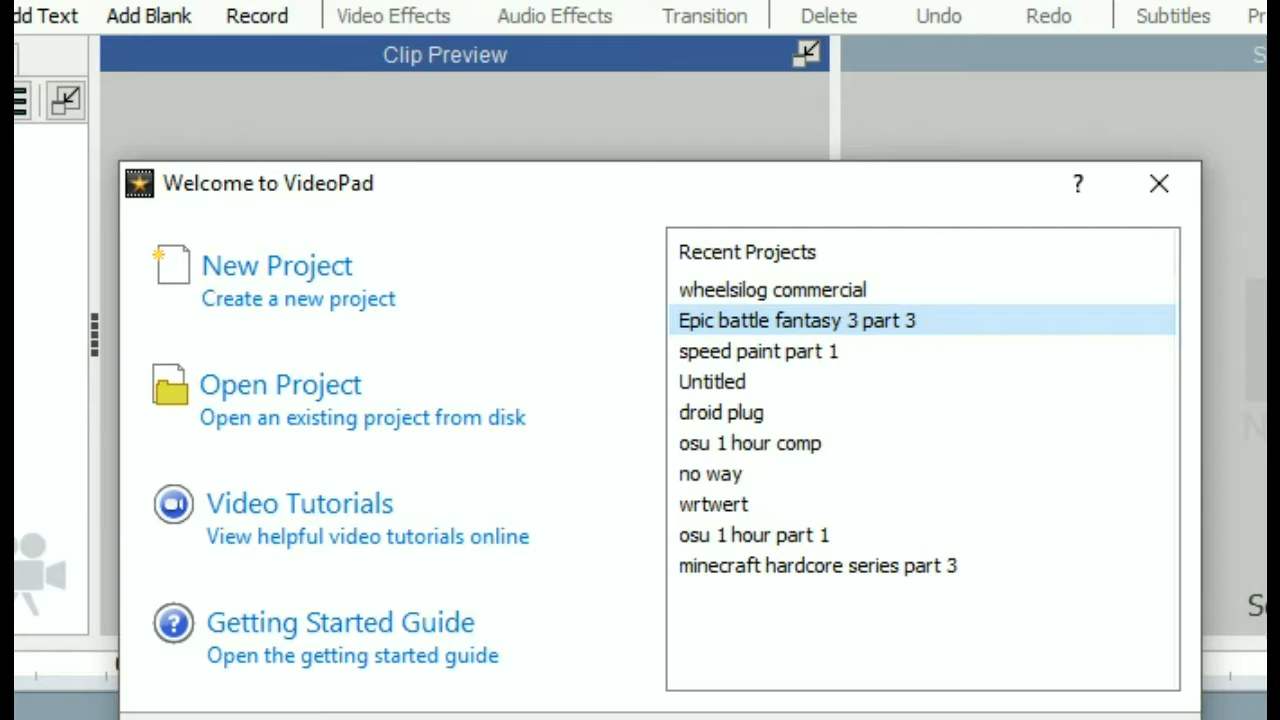 Add Blank Record Video Effects Audio Effects Transition Delete Undo Redo Subtitles
Clip Preview
Welcome to VideoPad ?
New Project
Create a new project
Open Project
Open an existing project from disk
Video Tutorials
View helpful video tutorials online
Getting Started Guide
Open the getting started guide
Recent Projects
wheelsilog commercial
Epic battle fantasy 3 part 3
speed paint part 1
Untitled
droid plug
osu 1 hour comp
no way
wrtwert
osu 1 hour part 1
minecraft hardcore series part 3